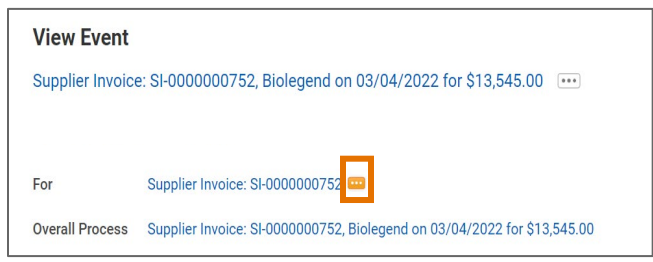 View Event
Supplier Invoice: SI-0000000752, Biolegend on 03/04/2022 for $13,545.00
For Supplier Invoice: SI-0000000752
Overall Process Supplier Invoice: SI-0000000752, Biolegend on 03/04/2022 for $13,545.00